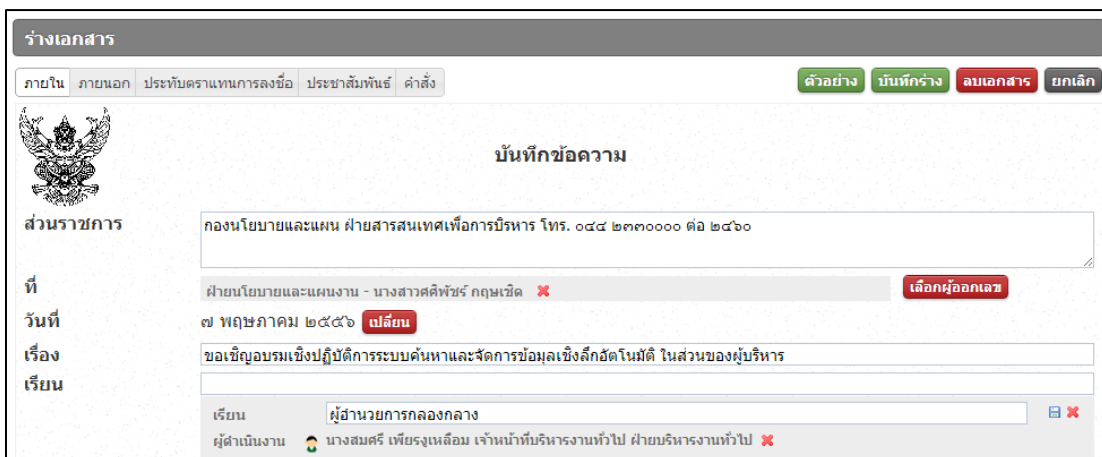 ร่างเอกสาร
ภายใน ภายนอก ประทับตราแทนการลงชื่อ ประชาสัมพันธ์ คำสั่ง ตัวอย่าง บันทึกร่าง ลบเอกสาร ยกเลิก
บันทึกข้อความ
ส่วนราชการ กองนโยบายและแผน ฝ่ายสารสนเทศเพื่อการบิรหาร โทร. ๐๔๔ ๒๓๓๐๐๐๐ ต่อ ๒๕๖๐
ที่ ฝ่ายนโยบายและแผนงาน - นางสาวศศิพัชร์ กฤษเชิด เลือกผู้ออกเลข
วันที่ ๗ พฤษภาคม ๒๕๕๖ เปลี่ยน
เรื่อง ขอเชิญอบรมเชิงปฏิบัติการระบบค้นหาและจัดการข้อมูลเชิงลึกอัตโนมัติ ในส่วนของผู้บริหาร
เรียน
เรียน ผู้อำนวยการกลองกลาง
ผู้ดำเนินงาน นางสมศรี เพียรงูเหลือม เจ้าหน้าที่บริหารงานทั่วไป ฝ่ายบริหารงานทั่วไป